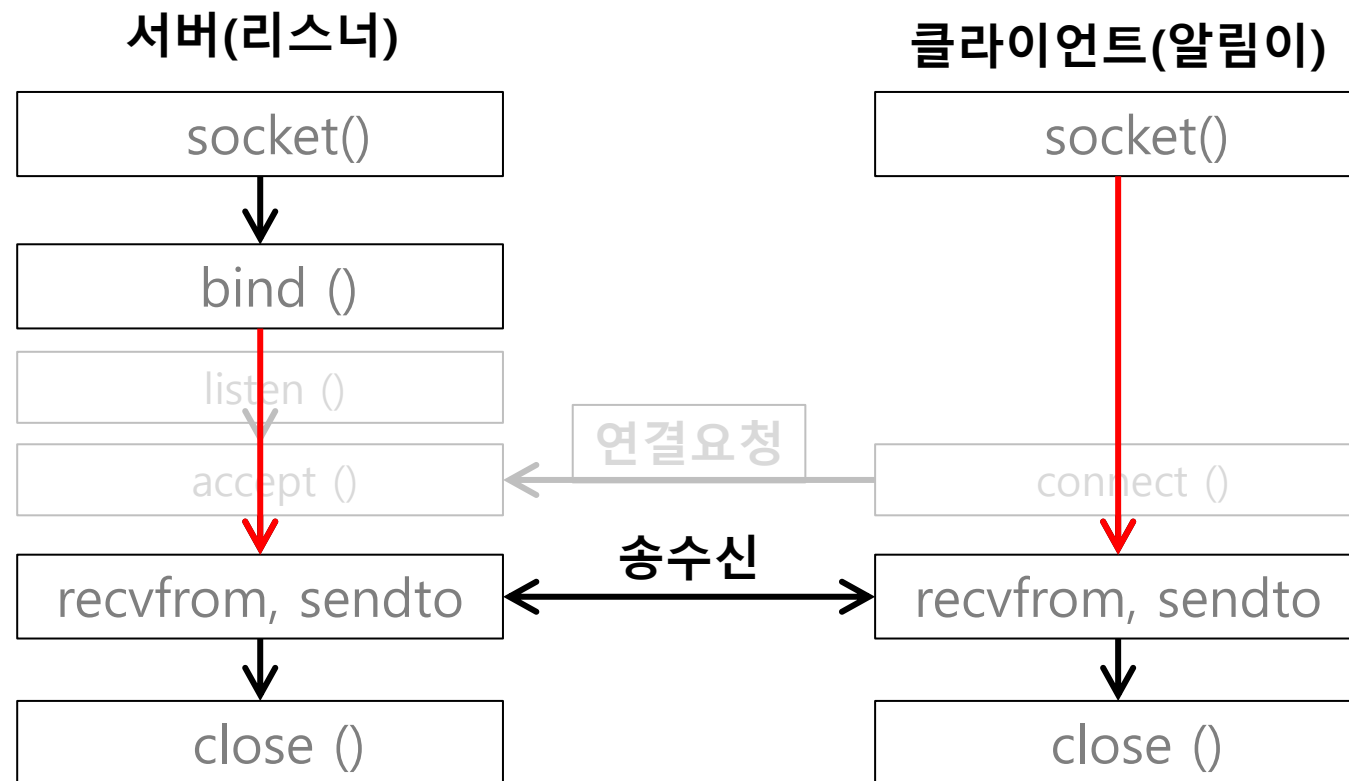 서버(리스너)
클라이언트(알림이)
socket()
socket()
bind ()
listen ()
연결요청
accept ()
connect ()
송수신
recvfrom, sendto
recvfrom, sendto
close ()
close ()